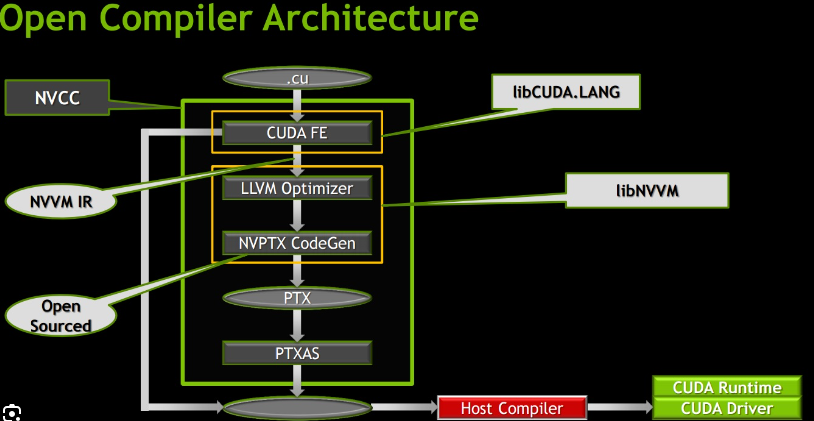 Open Compiler Architecture
.cu
NVCC
libCUDA.LANG
CUDA FE
NVVM IR
LLVM Optimizer
libNVVM
NVPTX CodeGen
Open
Sourced
PTX
PTXAS
CUDA Runtime
Host Compiler
CUDA Driver